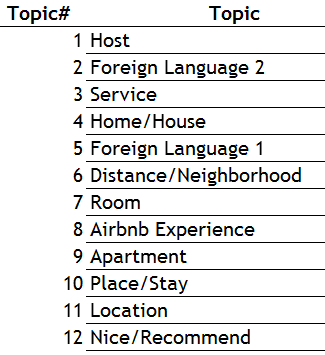 Topic# Topic
1 Host
2 Foreign Language 2
3 Service
4 Home/House
5 Foreign Language 1
6 Distance/Neighborhood
7 Room
8 Airbnb Experience
9 Apartment
10 Place/Stay
11 Location
12 Nice/Recommend